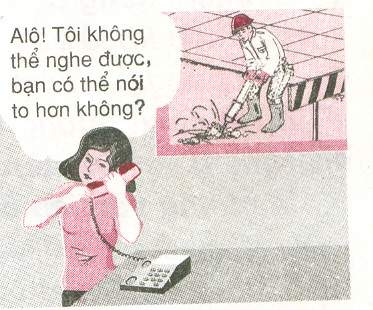 Alô! Tôi không
thể nghe được,
bạn có thể nói
to hơn không?